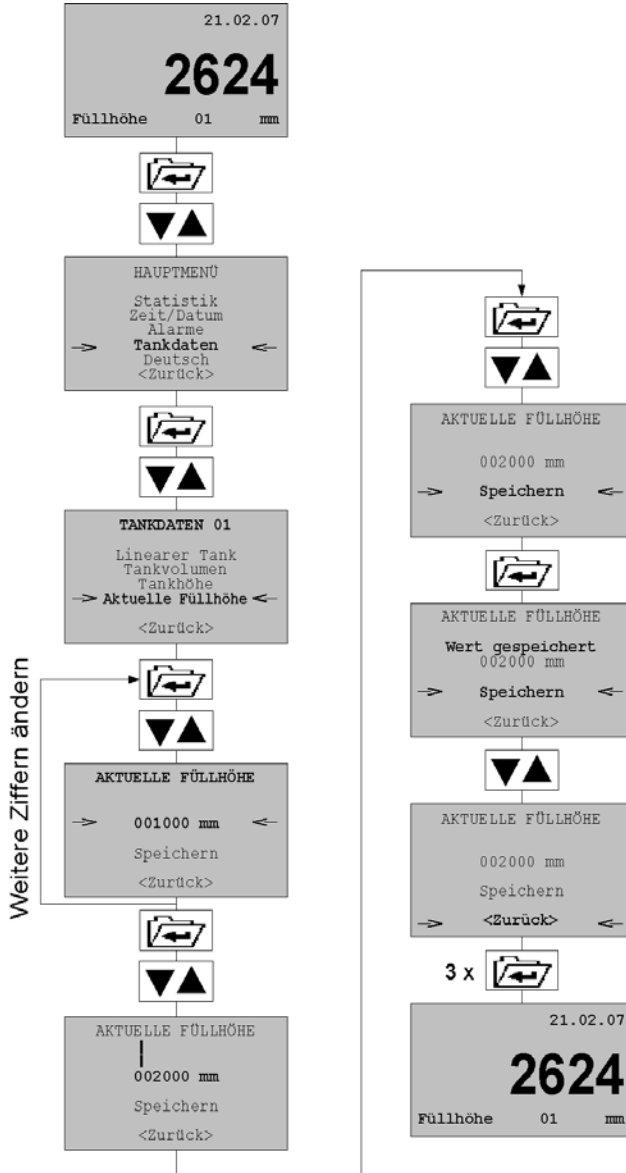 21.02.07
2624
Füllhöhe 01 mm
HAUPTMENÜ
Statistik
Zeit/Datum
Alarme
Tankdaten
Deutsch
<Zurück>
TANKDATEN 01
Linearer Tank
Tankvolumen
Tankhöhe
Aktuelle Füllhöhe
<Zurück>
Weitere Ziffern ändern
AKTUELLE FÜLLHÖHE
001000 mm
Speichern
<Zurück>
AKTUELLE FÜLLHÖHE
002000 mm
Speichern
<Zurück>
AKTUELLE FÜLLHÖHE
002000 mm
Speichern
<Zurück>
AKTUELLE FÜLLHÖHE
Wert gespeichert
002000 mm
Speichern
<Zurück>
AKTUELLE FÜLLHÖHE
002000 mm
Speichern
<Zurück>
3 x
21.02.07
2624
Füllhöhe 01 mm